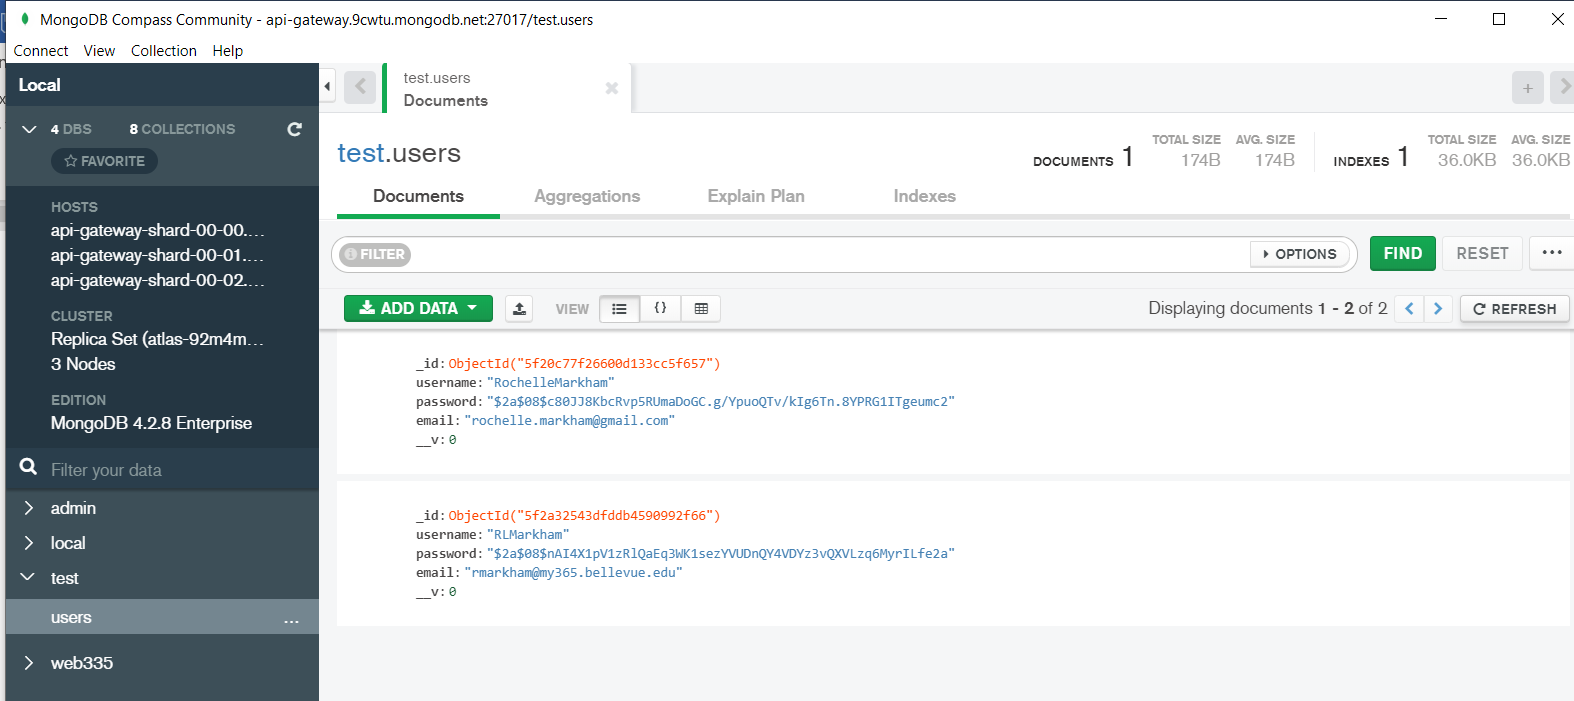 MongoDB Compass Community - api-gateway.9cwtu.mongodb.net:27017/test.users
Connect View Collection Help
Local
4 DBS 8 COLLECTIONS
FAVORITE
HOSTS
api-gateway-shard-00-00....
api-gateway-shard-00-01....
api-gateway-shard-00-02....
CLUSTER
Replica Set (atlas-92m4m...
3 Nodes
EDITION
MongoDB 4.2.8 Enterprise
Filter your data
admin
local
test
users ...
web335
test.users
Documents
test.users
DOCUMENTS 1 TOTAL SIZE 174B AVG. SIZE 174B INDEXES 1 TOTAL SIZE 36.0KB AVG. SIZE 36.0KB
Documents Aggregations Explain Plan Indexes
FILTER OPTIONS FIND RESET ...
ADD DATA VIEW {} Displaying documents 1 - 2 of 2 REFRESH
_id: ObjectId("5f20c77f26600d133cc5f657")
username: "RochelleMarkham"
password: "$2a$08$c80JJ8KbcRvp5RUmaDoGC.g/YpuoQTv/kIg6Tn.8YPRG1ITgeumc2"
email: "rochelle.markham@gmail.com"
__v: 0
_id: ObjectId("5f2a32543dfddb4590992f66")
username: "RLMarkham"
password: "$2a$08$nAI4X1pV1zRlQaEq3WK1sezYVUDnQY4VDYz3vQXVLzq6MyrILfe2a"
email: "rmarkham@my365.bellevue.edu"
__v: 0